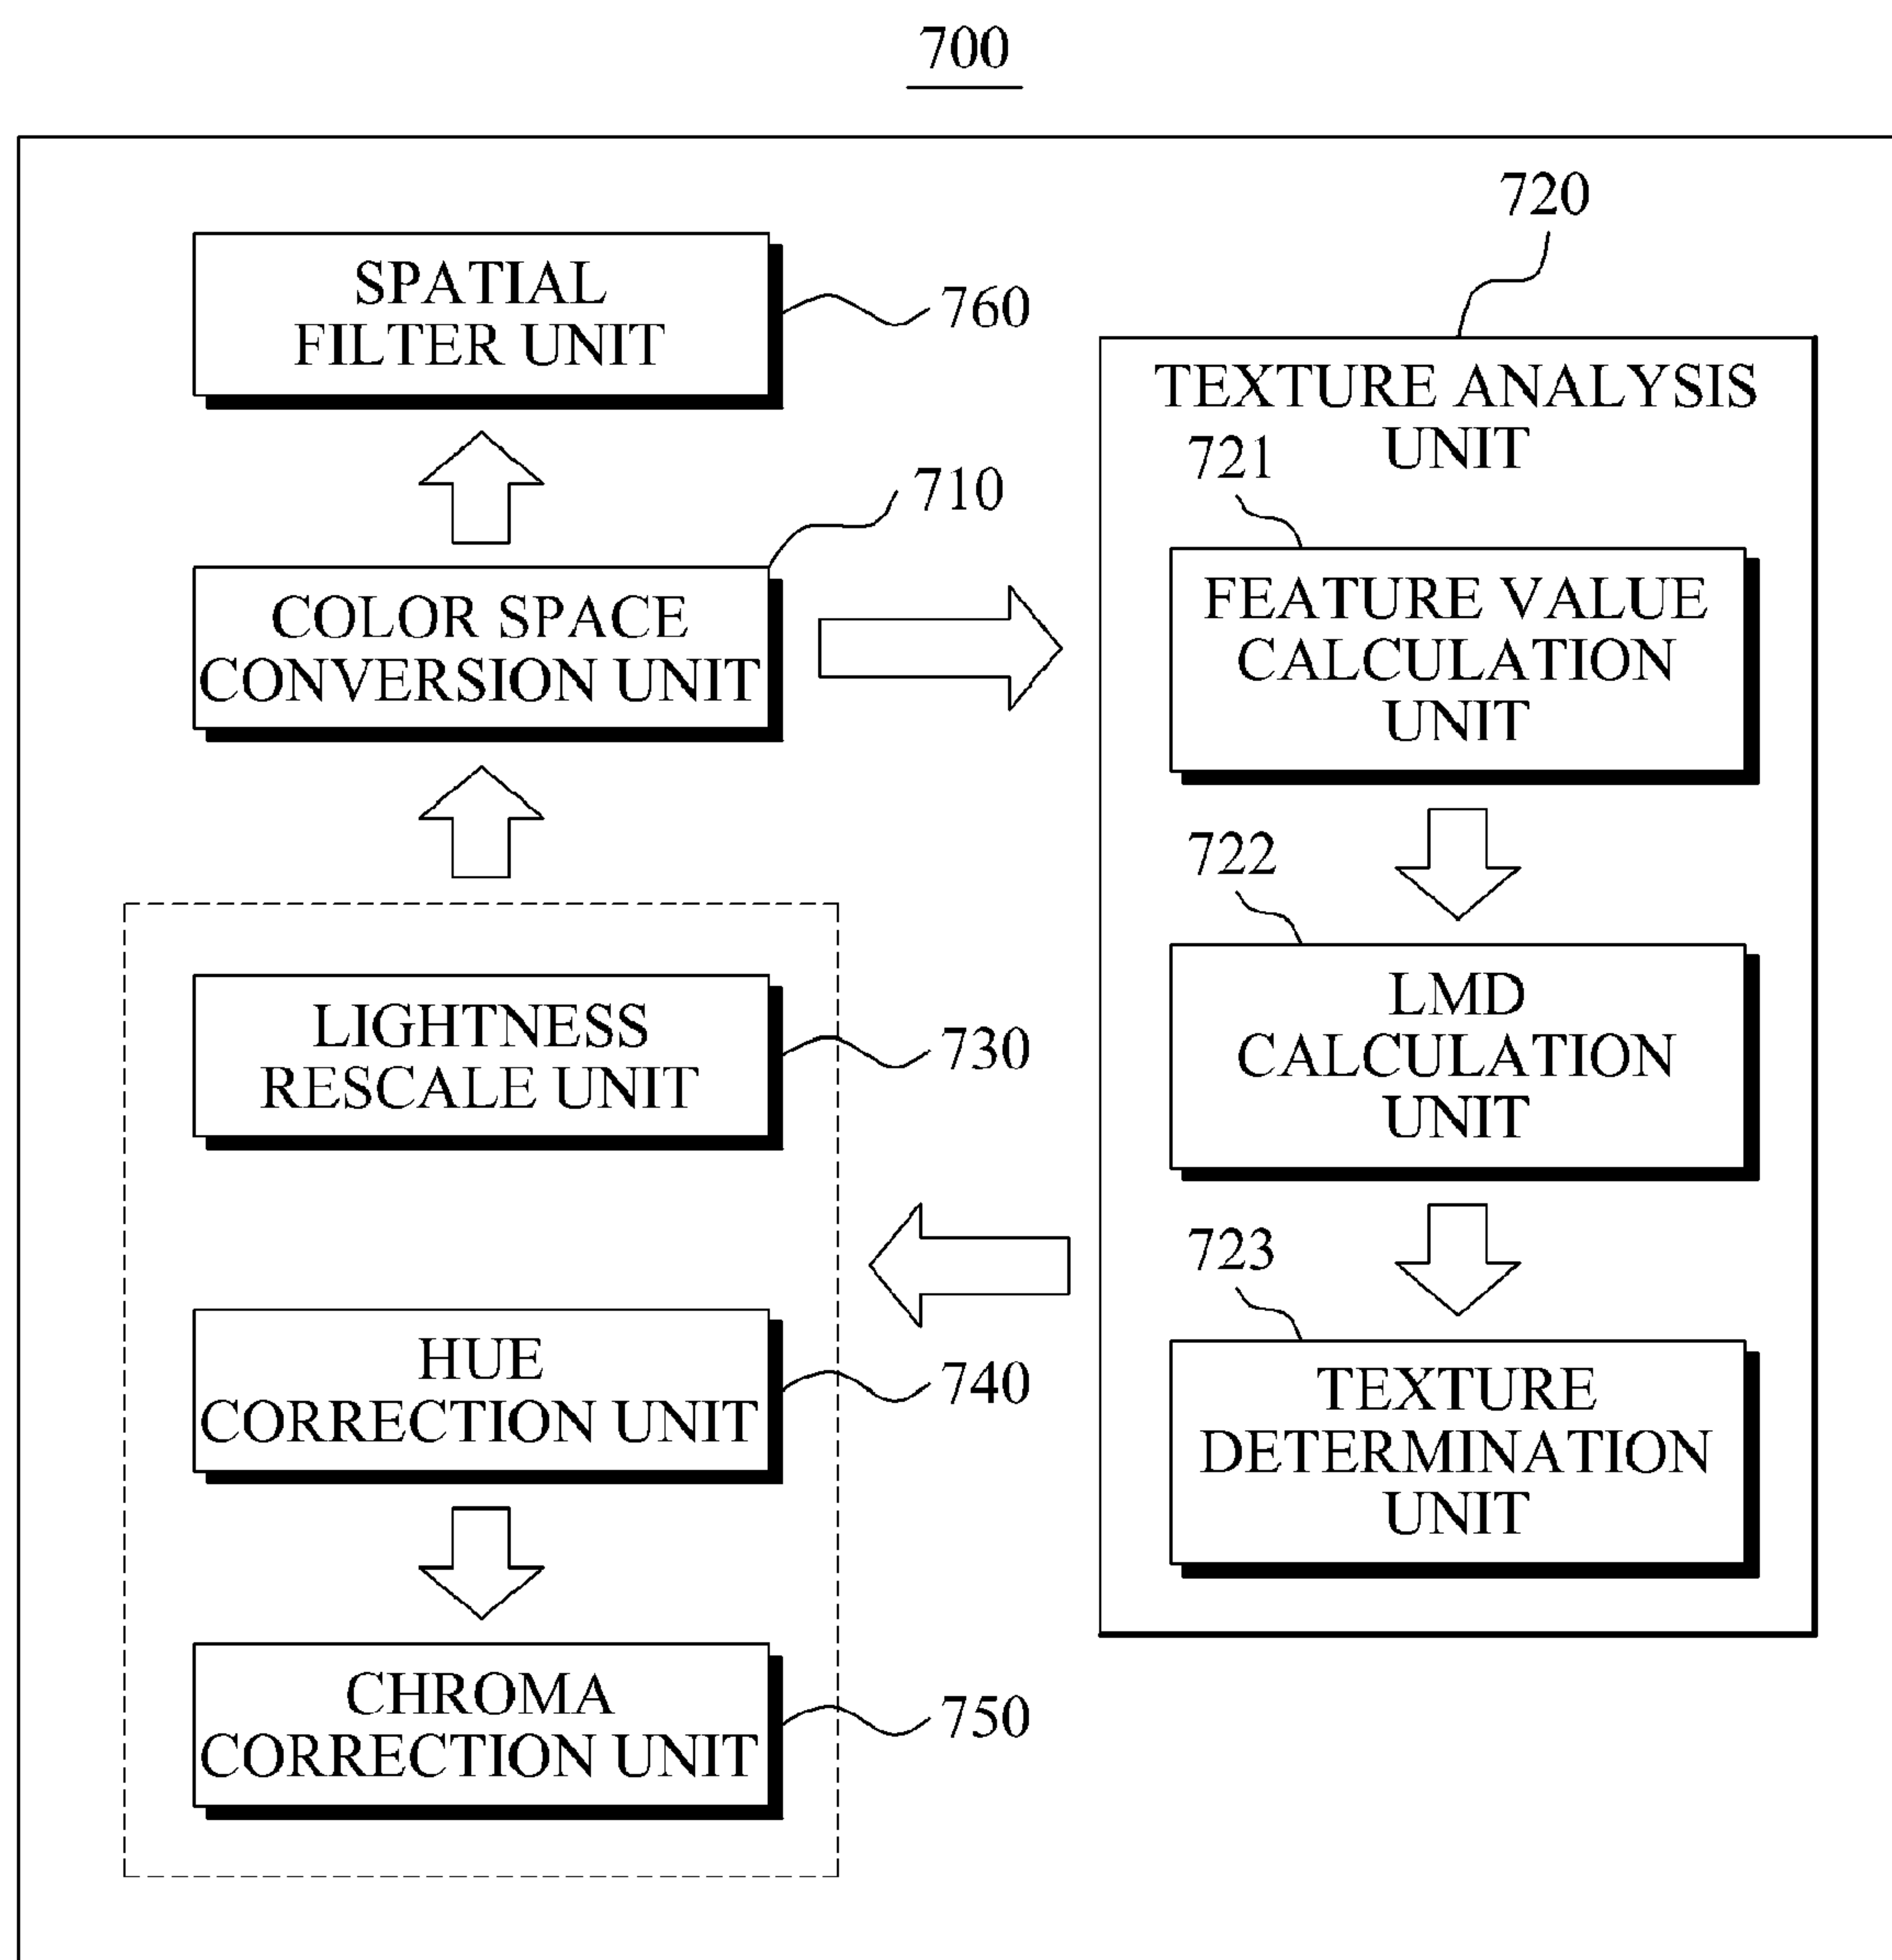 700
SPATIAL
FILTER UNIT
760
COLOR SPACE
CONVERSION UNIT
710
LIGHTNESS
RESCALE UNIT
730
HUE
CORRECTION UNIT
740
CHROMA
CORRECTION UNIT
750
720
TEXTURE ANALYSIS
UNIT
721
FEATURE VALUE
CALCULATION
UNIT
722
LMD
CALCULATION
UNIT
723
TEXTURE
DETERMINATION
UNIT